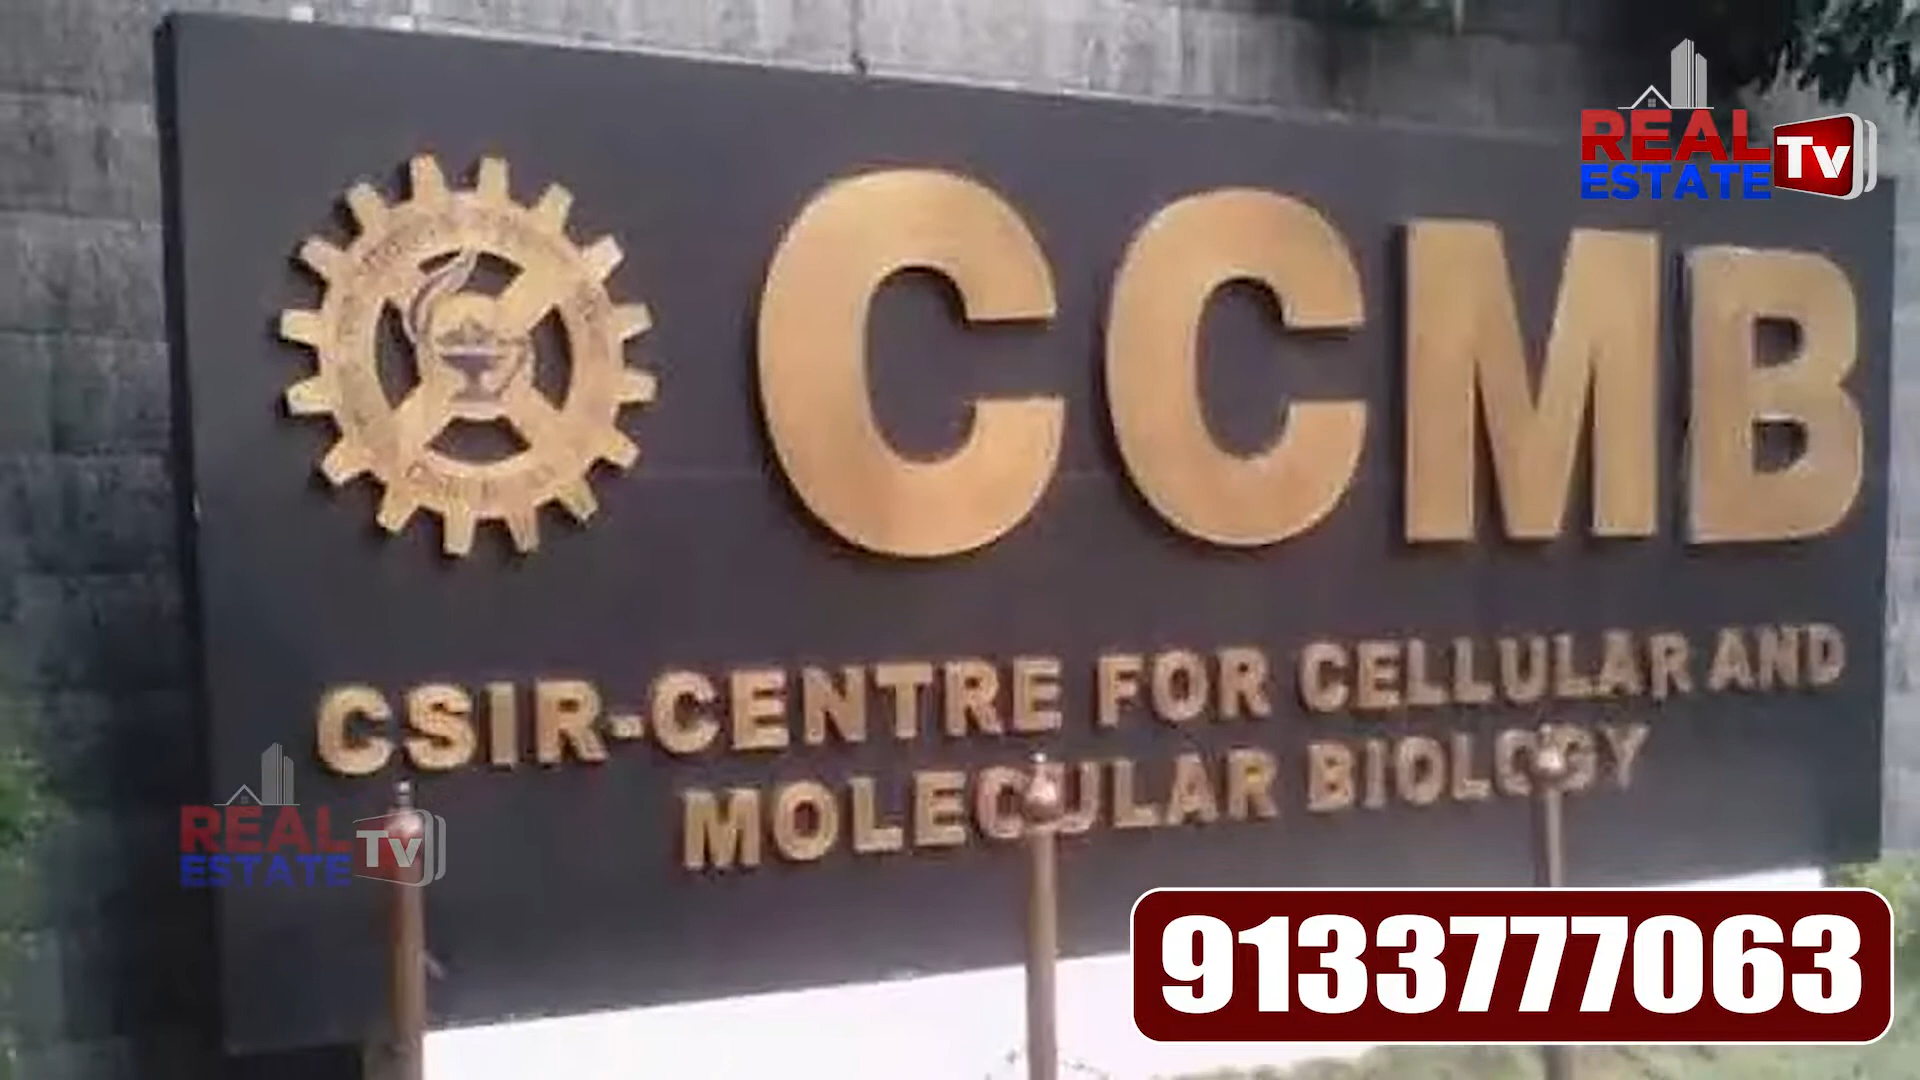 REAL
ESTATE Tv
CCMB
CSIR-CENTRE FOR CELLULAR AND
MOLECULAR BIOLOGY
REAL
ESTATE Tv
9133777063